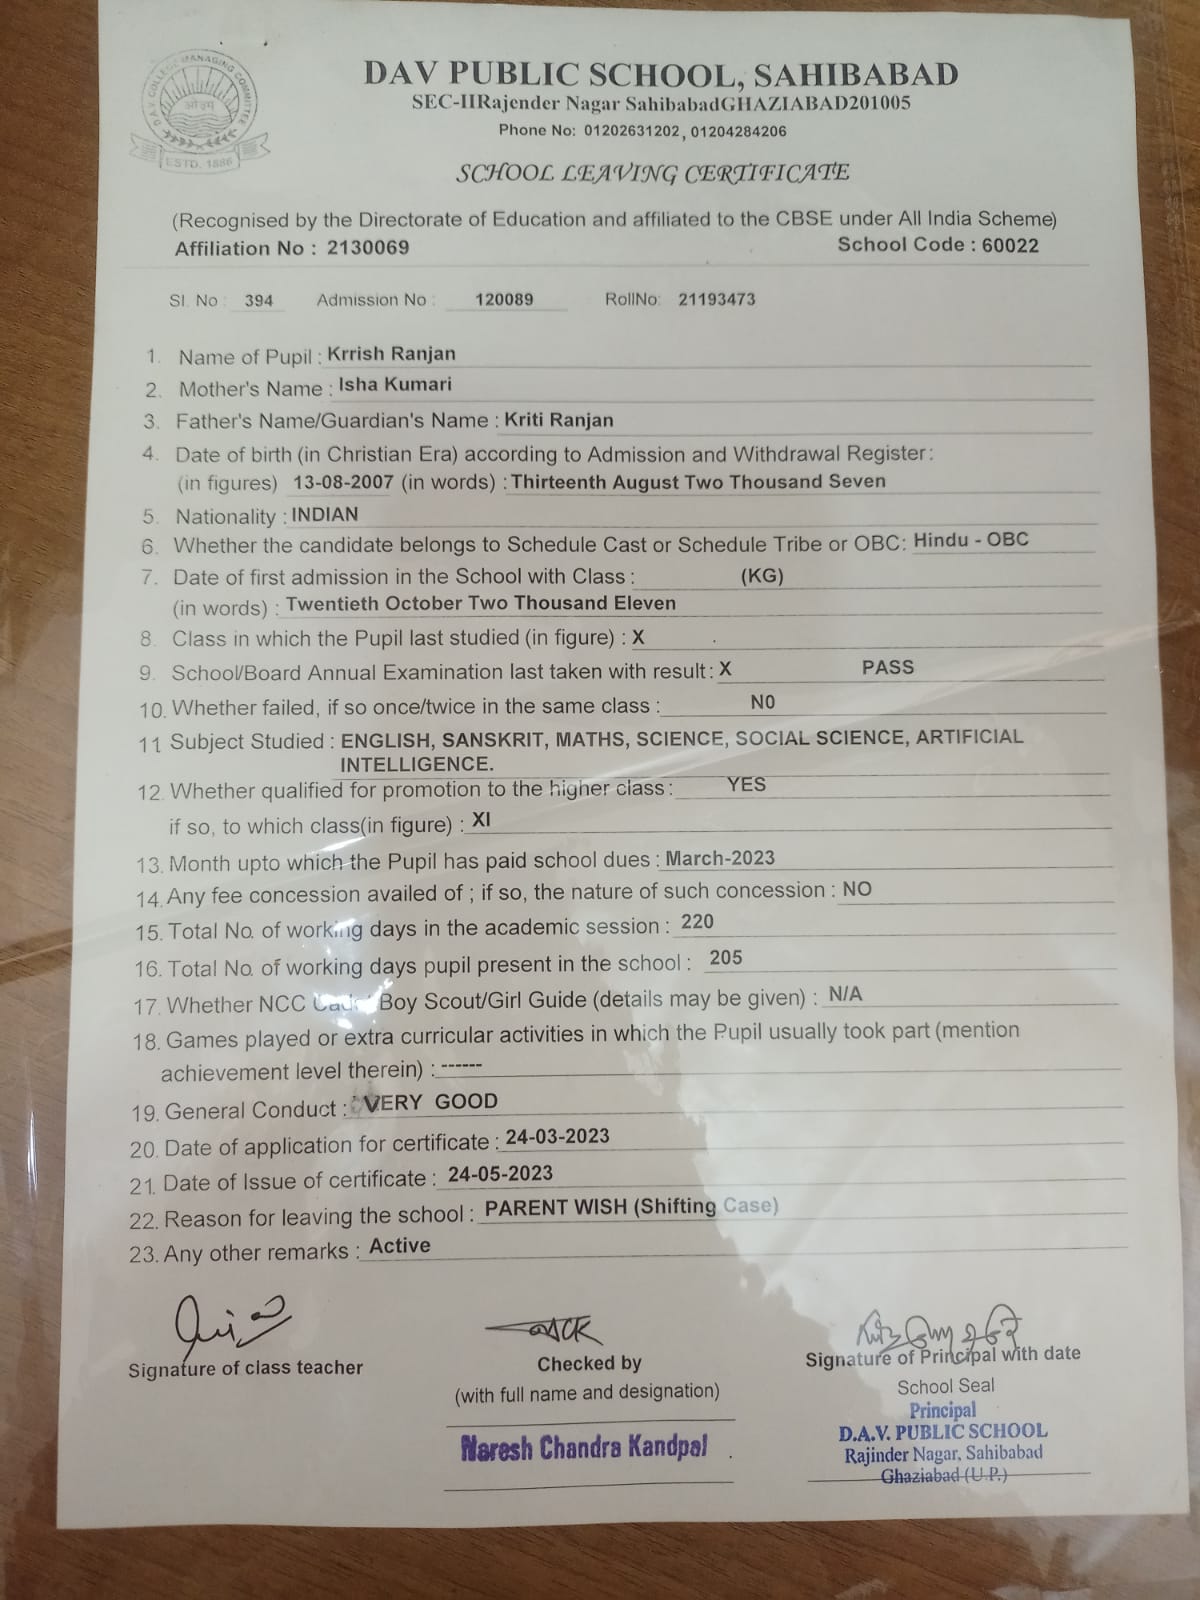 D.A.V. COLLEGE MANAGING COMMITTEE
ओ३म्
ESTD. 1886
DAV PUBLIC SCHOOL, SAHIBABAD
SEC-IIRajender Nagar SahibabadGHAZIABAD201005
Phone No: 01202631202, 01204284206
SCHOOL LEAVING CERTIFICATE
(Recognised by the Directorate of Education and affiliated to the CBSE under All India Scheme)
Affiliation No : 2130069 School Code : 60022
Sl. No : 394 Admission No : 120089 RollNo: 21193473
1. Name of Pupil : Krrish Ranjan
2. Mother's Name : Isha Kumari
3. Father's Name/Guardian's Name : Kriti Ranjan
4. Date of birth (in Christian Era) according to Admission and Withdrawal Register:
(in figures) 13-08-2007 (in words) : Thirteenth August Two Thousand Seven
5. Nationality : INDIAN
6. Whether the candidate belongs to Schedule Cast or Schedule Tribe or OBC: Hindu - OBC
7. Date of first admission in the School with Class : (KG)
(in words) : Twentieth October Two Thousand Eleven
8. Class in which the Pupil last studied (in figure) : X
9. School/Board Annual Examination last taken with result : X PASS
10. Whether failed, if so once/twice in the same class : N0
11 Subject Studied : ENGLISH, SANSKRIT, MATHS, SCIENCE, SOCIAL SCIENCE, ARTIFICIAL
INTELLIGENCE.
12. Whether qualified for promotion to the higher class : YES
if so, to which class(in figure) : XI
13. Month upto which the Pupil has paid school dues : March-2023
14. Any fee concession availed of ; if so, the nature of such concession : NO
15. Total No. of working days in the academic session : 220
16. Total No. of working days pupil present in the school : 205
17. Whether NCC Cadet Boy Scout/Girl Guide (details may be given) : N/A
18. Games played or extra curricular activities in which the Pupil usually took part (mention
achievement level therein) : ------
19. General Conduct : VERY GOOD
20. Date of application for certificate : 24-03-2023
21. Date of Issue of certificate : 24-05-2023
22. Reason for leaving the school : PARENT WISH (Shifting Case)
23. Any other remarks : Active
Signature of class teacher
Checked by
(with full name and designation)
Naresh Chandra Kandpal
Signature of Principal with date
School Seal
Principal
D.A.V. PUBLIC SCHOOL
Rajinder Nagar, Sahibabad
Ghaziabad (U.P.)